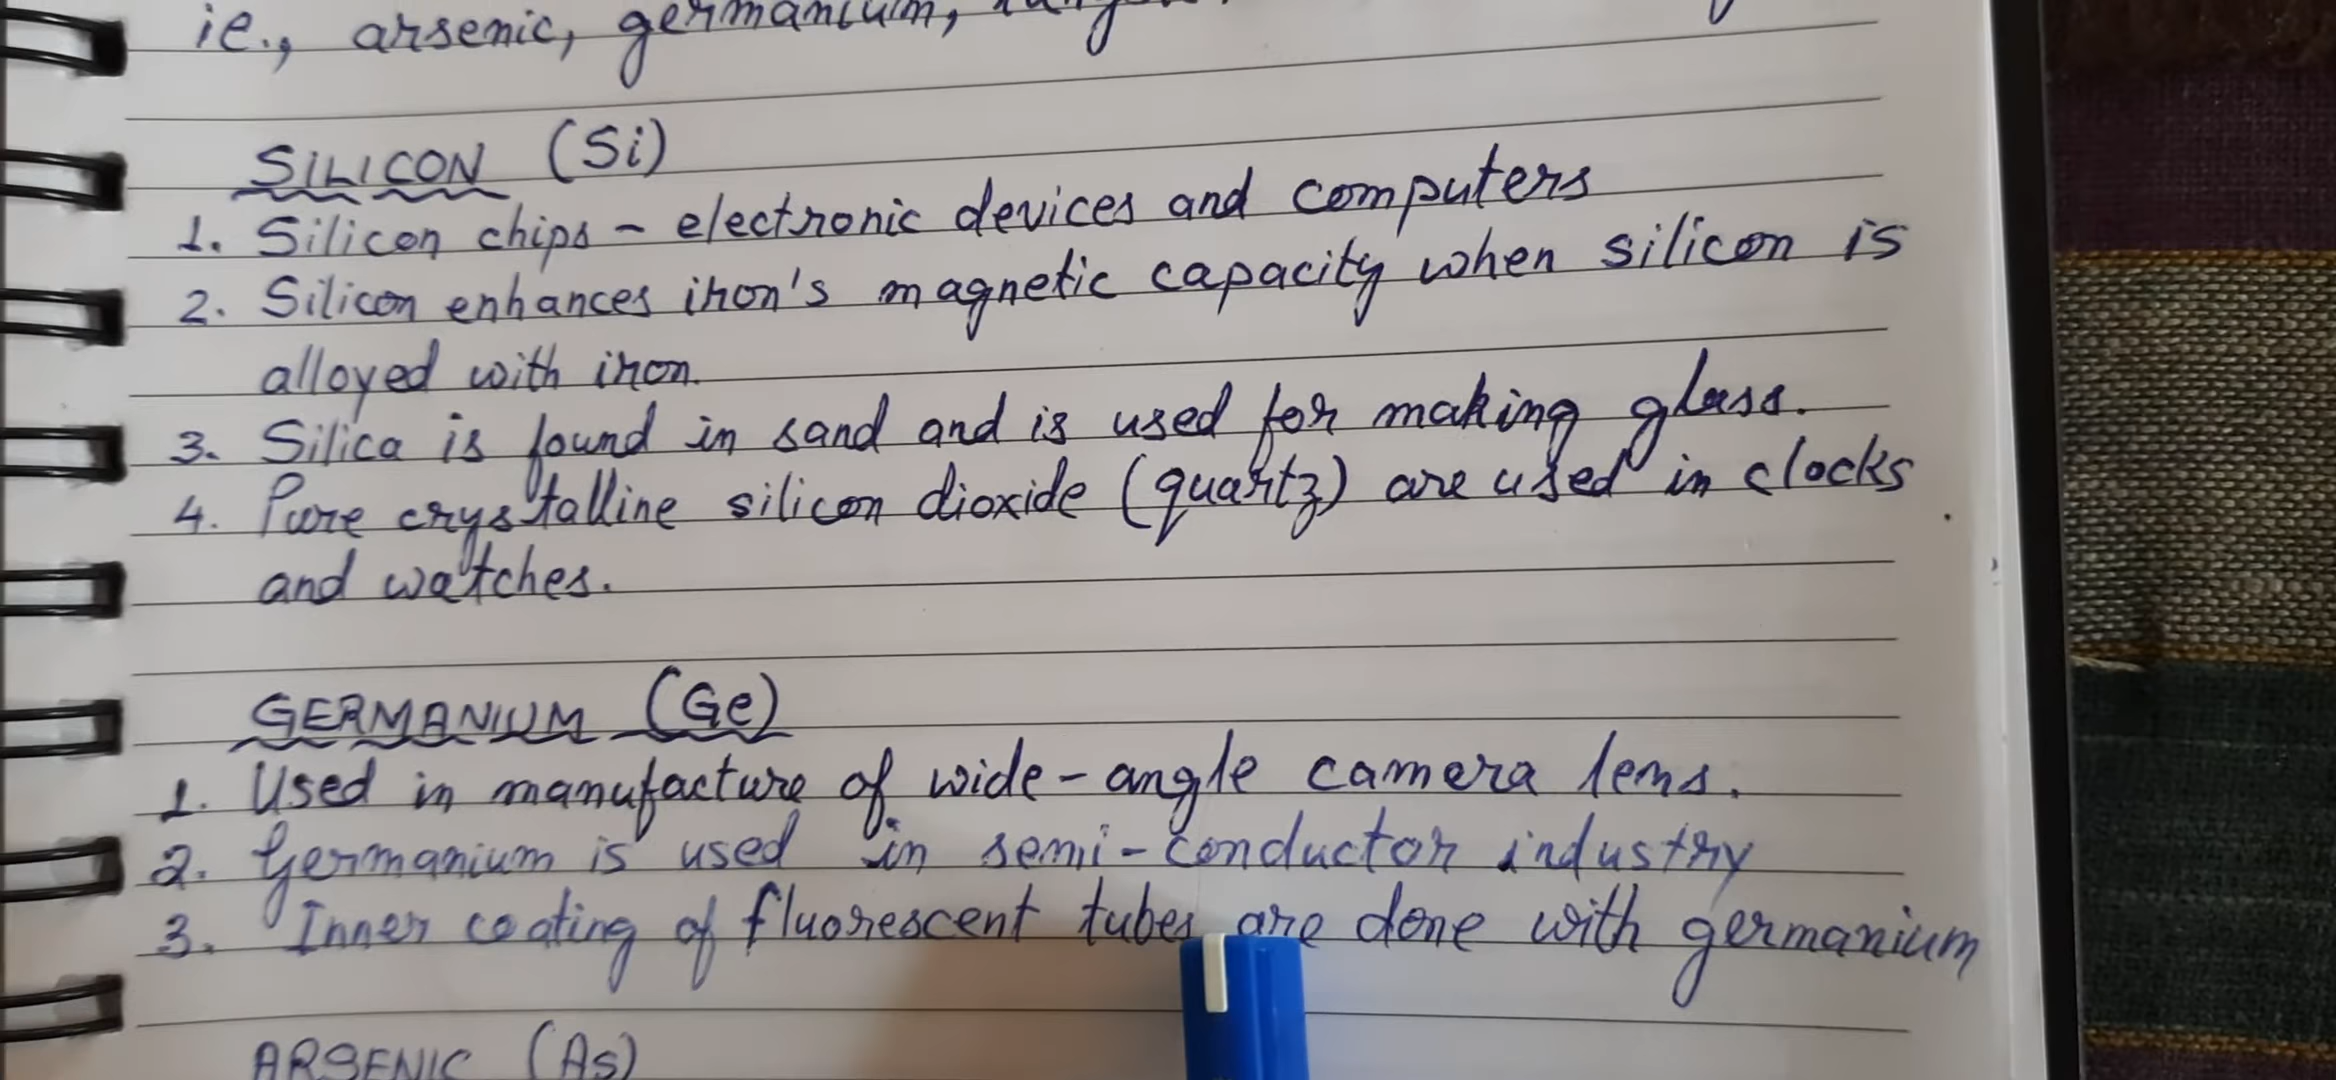 ie., arsenic, germanium,
SILICON (Si)
1. Silicon chips - electronic devices and computers
2. Silicon enhances iron's magnetic capacity when silicon is
alloyed with iron.
3. Silica is found in sand and is used for making glass.
4. Pure crystalline silicon dioxide (quartz) are used in clocks
and watches.
GERMANIUM (Ge)
1. Used in manufacture of wide-angle camera lens.
2. Germanium is used in semi-conductor industry
3. Inner coating of fluorescent tubes are done with germanium
ARSENIC (As)